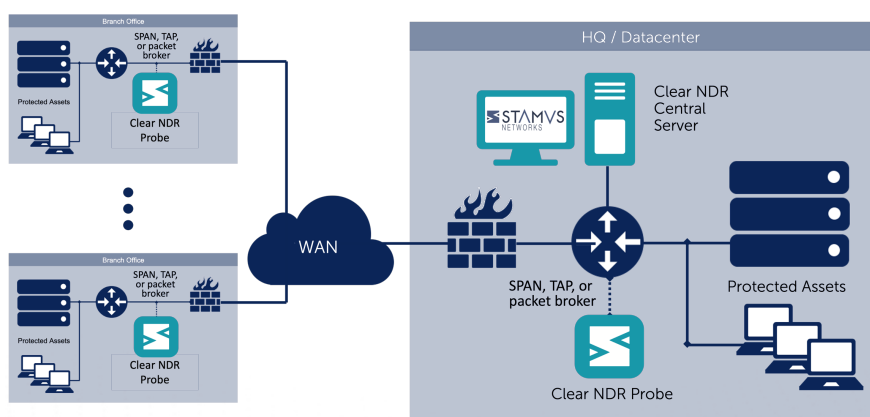 Branch Office
SPAN, TAP,
or packet
broker
Protected Assets
Clear NDR
Probe
Branch Office
SPAN, TAP,
or packet
broker
Protected Assets
Clear NDR
Probe
WAN
HQ / Datacenter
STAMVS
NETWORKS
Clear NDR
Central
Server
SPAN, TAP, or
packet broker
Clear NDR Probe
Protected Assets